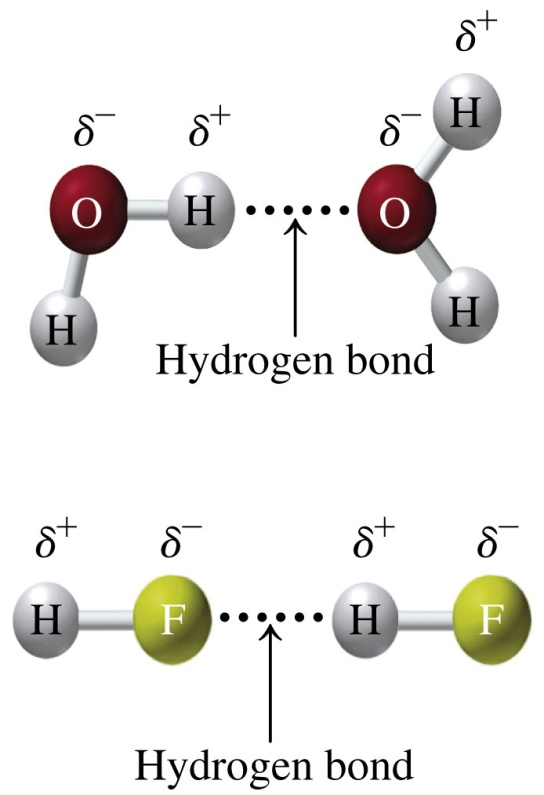 δ⁺
H
δ⁻ δ⁺ δ⁻
O H O
H H
Hydrogen bond
δ⁺ δ⁻ δ⁺ δ⁻
H F H F
Hydrogen bond